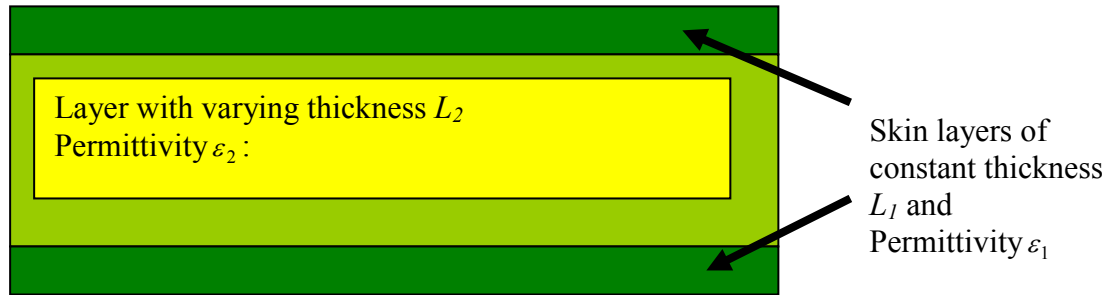 Layer with varying thickness L₂
Permittivity ε₂ :
Skin layers of
constant thickness
L₁ and
Permittivity ε₁